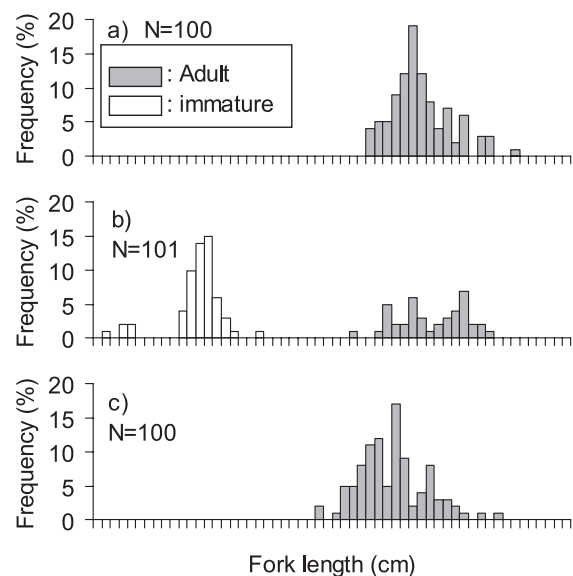 a) N=100
: Adult
: immature
Frequency (%)
20
15
10
5
0
b)
N=101
Frequency (%)
20
15
10
5
0
c)
N=100
Frequency (%)
20
15
10
5
0
Fork length (cm)